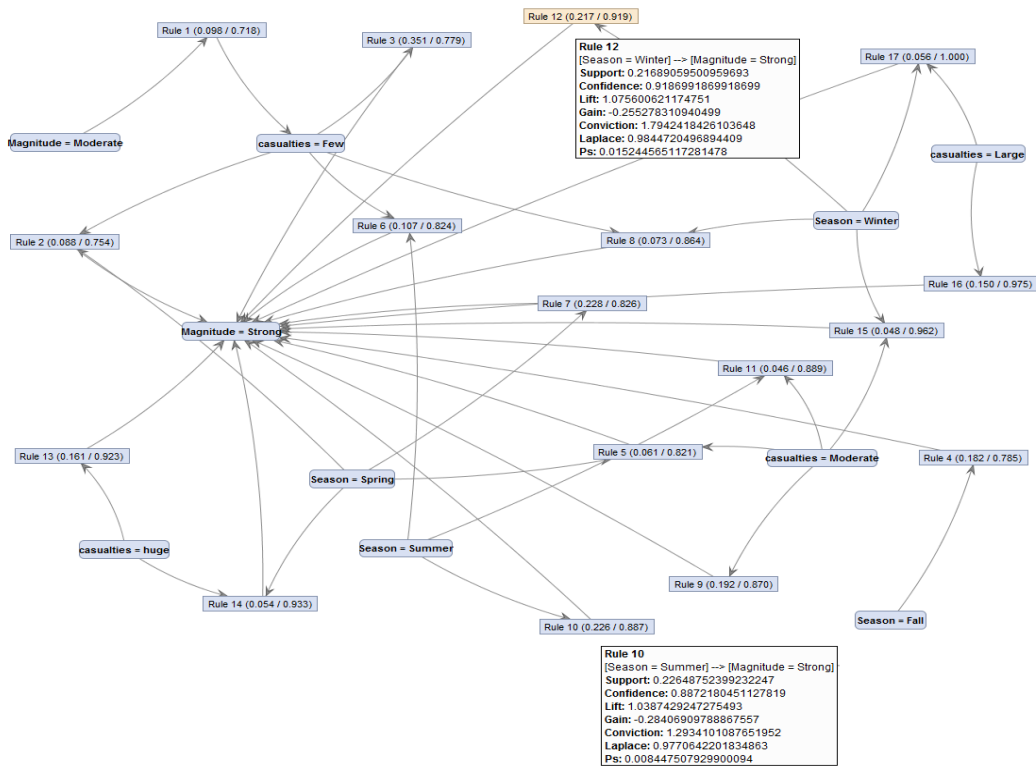 Rule 12 (0.217 / 0.919)
Rule 1 (0.098 / 0.718)
Rule 3 (0.351 / 0.779)
Rule 12
[Season = Winter] --> [Magnitude = Strong]
Support: 0.21689059500959693
Confidence: 0.9186991869918699
Lift: 1.075600621174751
Gain: -0.255278310940499
Conviction: 1.7942418426103648
Laplace: 0.9844720496894409
Ps: 0.015244565117281478
Rule 17 (0.056 / 1.000)
Magnitude = Moderate
casualties = Few
casualties = Large
Season = Winter
Rule 6 (0.107 / 0.824)
Rule 2 (0.088 / 0.754)
Rule 8 (0.073 / 0.864)
Rule 16 (0.150 / 0.975)
Rule 7 (0.228 / 0.826)
Magnitude = Strong
Rule 15 (0.048 / 0.962)
Rule 11 (0.046 / 0.889)
Rule 13 (0.161 / 0.923)
Rule 5 (0.061 / 0.821)
casualties = Moderate
Rule 4 (0.182 / 0.785)
Season = Spring
casualties = huge
Season = Summer
Rule 9 (0.192 / 0.870)
Rule 14 (0.054 / 0.933)
Rule 10 (0.226 / 0.887)
Season = Fall
Rule 10
[Season = Summer] --> [Magnitude = Strong]
Support: 0.22648752399232247
Confidence: 0.8872180451127819
Lift: 1.0387429247275493
Gain: -0.28406909788867557
Conviction: 1.2934101087651952
Laplace: 0.9770642201834863
Ps: 0.008447507929900094